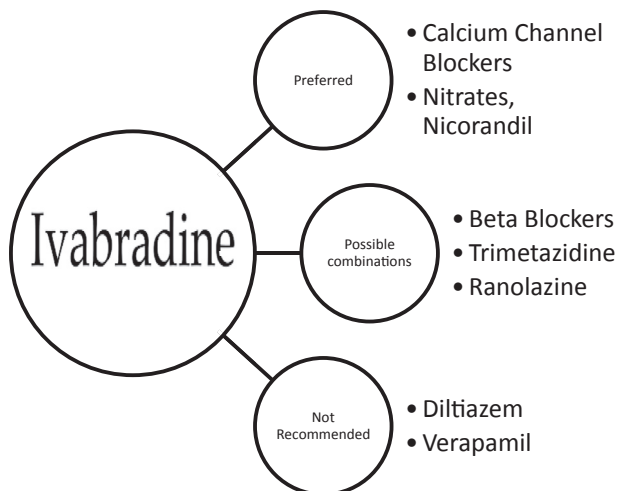 Ivabradine
Preferred
• Calcium Channel
Blockers
• Nitrates,
Nicorandil
Possible
combinations
• Beta Blockers
• Trimetazidine
• Ranolazine
Not
Recommended
• Diltiazem
• Verapamil